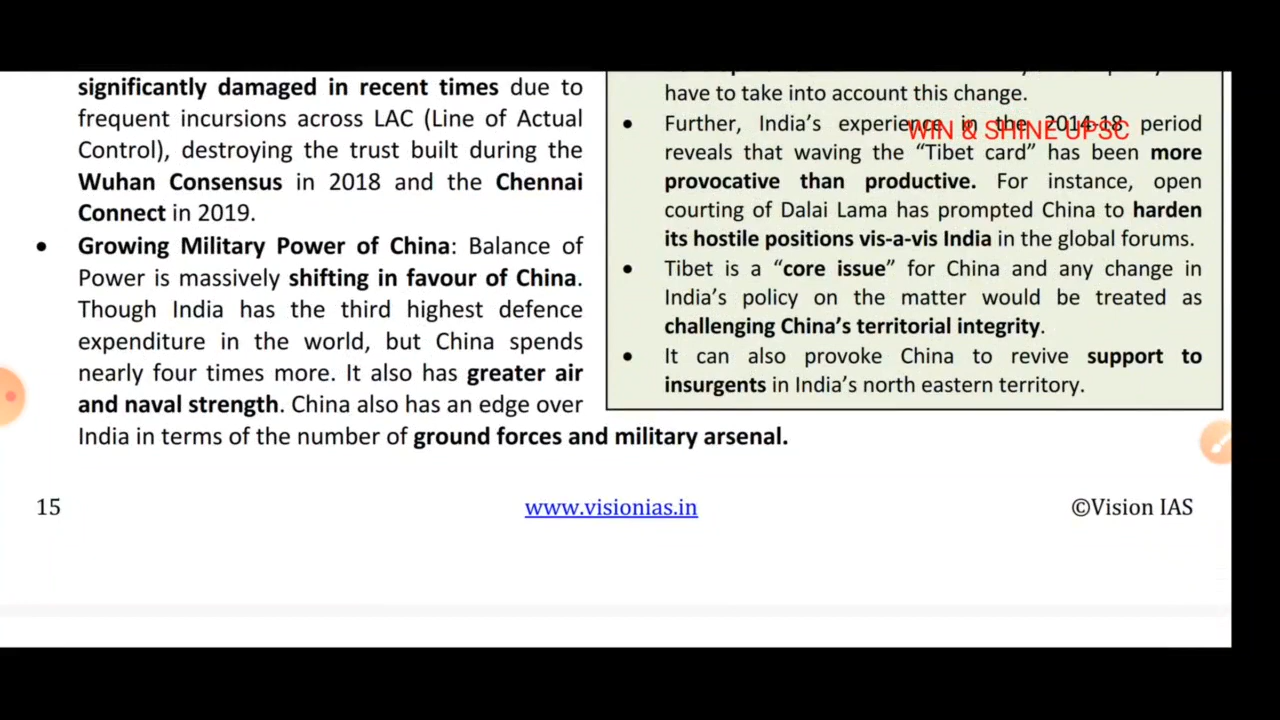 significantly damaged in recent times due to
frequent incursions across LAC (Line of Actual
Control), destroying the trust built during the
Wuhan Consensus in 2018 and the Chennai
Connect in 2019.
• Growing Military Power of China: Balance of
Power is massively shifting in favour of China.
Though India has the third highest defence
expenditure in the world, but China spends
nearly four times more. It also has greater air
and naval strength. China also has an edge over
India in terms of the number of ground forces and military arsenal.
have to take into account this change.
• Further, India's experience in the 2014-18 period
WIN & SHINE UPSC
reveals that waving the "Tibet card" has been more
provocative than productive. For instance, open
courting of Dalai Lama has prompted China to harden
its hostile positions vis-a-vis India in the global forums.
• Tibet is a "core issue" for China and any change in
India's policy on the matter would be treated as
challenging China's territorial integrity.
• It can also provoke China to revive support to
insurgents in India's north eastern territory.
15 www.visionias.in ©Vision IAS